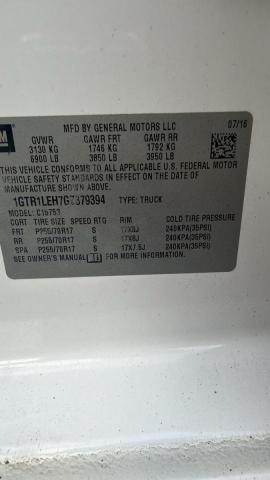 GM
MFD BY GENERAL MOTORS LLC
07/16
GVWR GAWR FRT GAWR RR
3130 KG 1746 KG 1792 KG
6900 LB 3850 LB 3950 LB
THIS VEHICLE CONFORMS TO ALL APPLICABLE U.S. FEDERAL MOTOR
VEHICLE SAFETY STANDARDS IN EFFECT ON THE DATE OF
MANUFACTURE SHOWN ABOVE.
TYPE: TRUCK
MODEL: C15753
TIRE SIZE SPEED RTG RIM COLD TIRE PRESSURE
FRT P255/70R17 S 17X8J 240KPA(35PSI)
RR P255/70R17 S 17X8J 240KPA(35PSI)
SPA P255/70R17 S 17X7.5J 240KPA(35PSI)
SEE OWNER'S MANUAL FOR MORE INFORMATION.